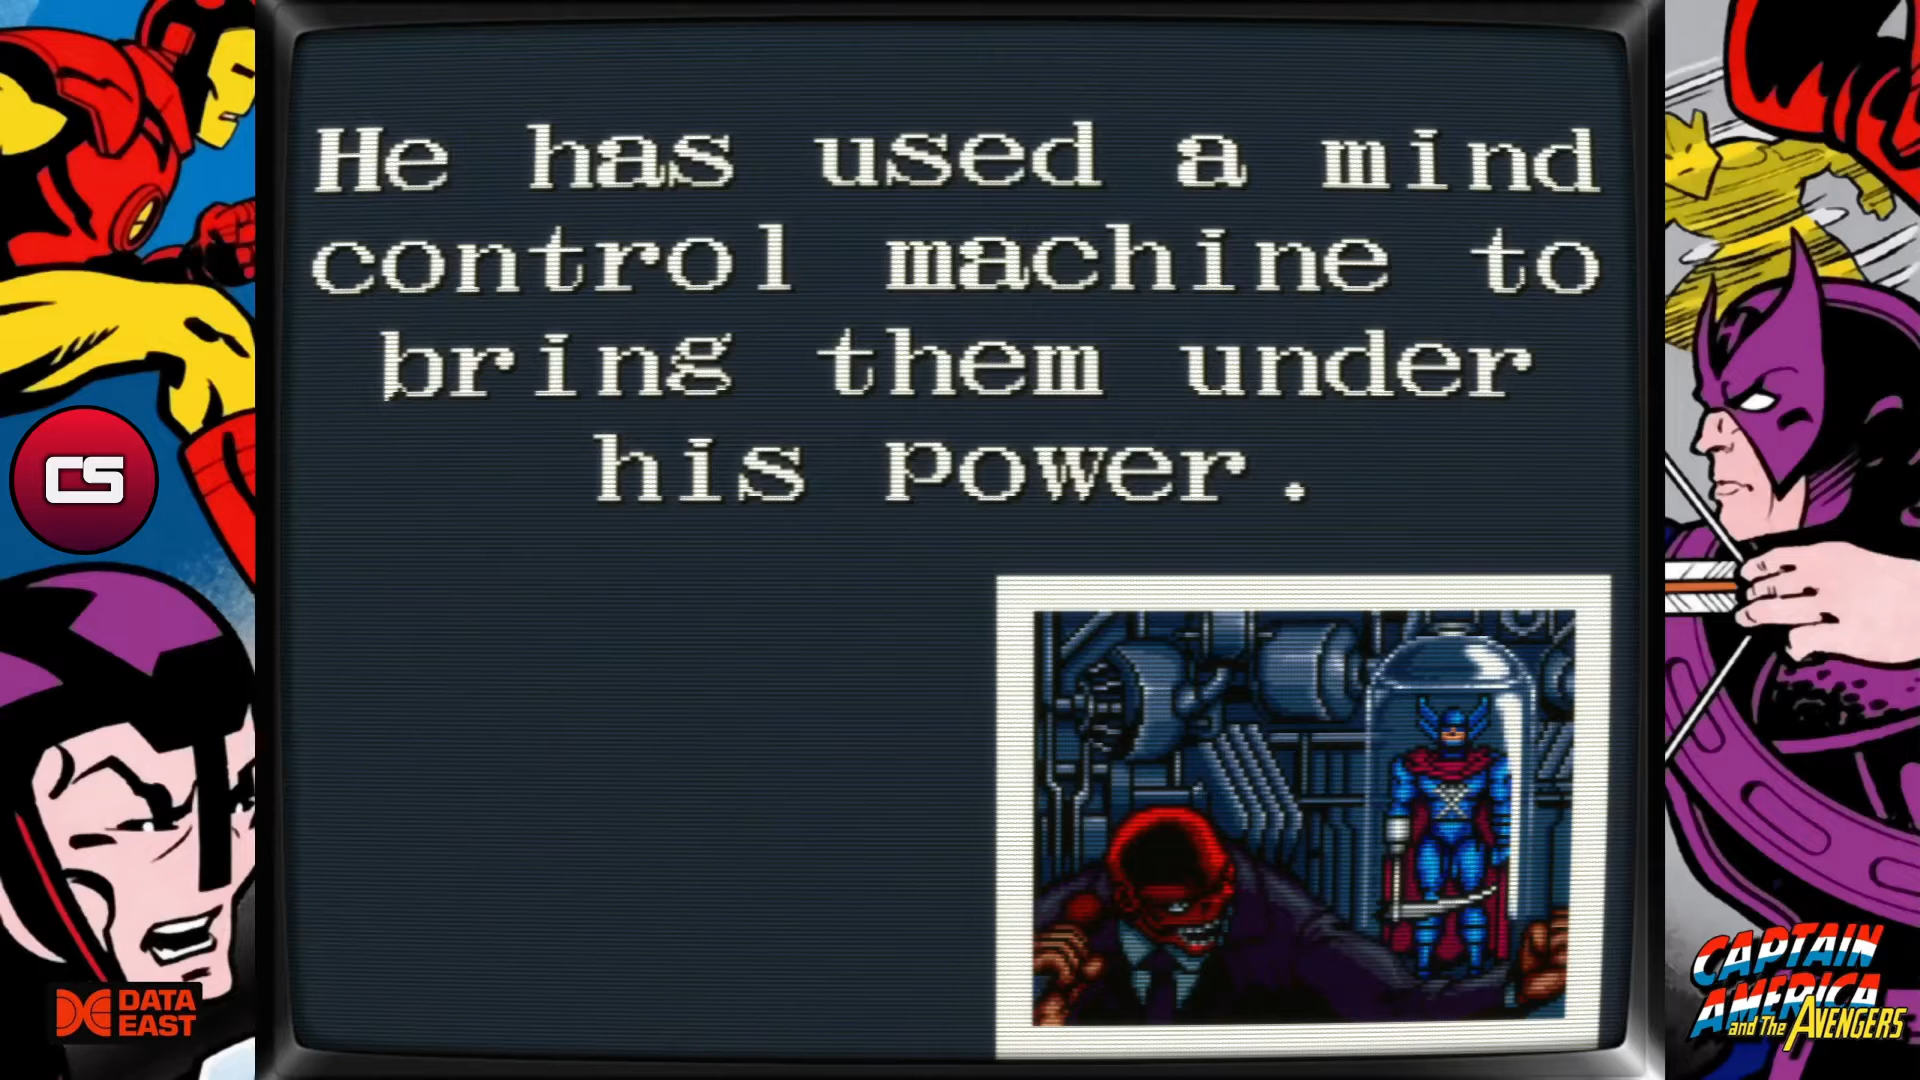 He has used a mind
control machine to
bring them under
his power.
CS
DATA
EAST
CAPTAIN
AMERICA
and The AVENGERS